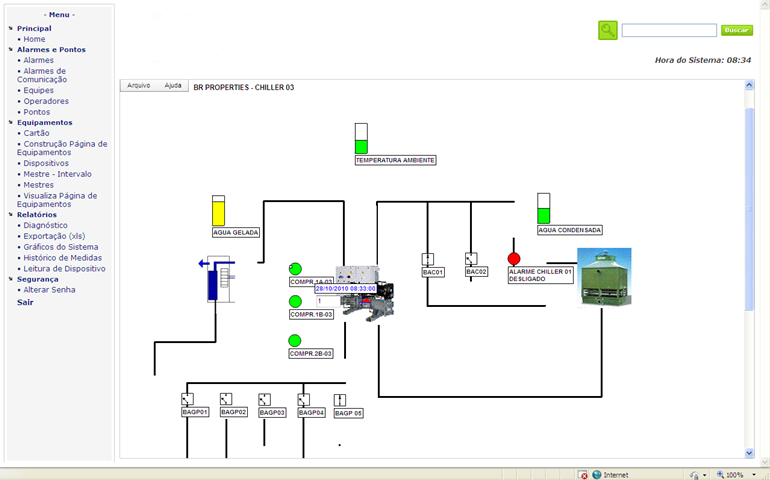 - Menu -
Principal
Home
Alarmes e Pontos
Alarmes
Alarmes de
Comunicação
Equipes
Operadores
Pontos
Equipamentos
Cartão
Construção Página de
Equipamentos
Dispositivos
Mestre - Intervalo
Mestres
Visualiza Página de
Equipamentos
Relatórios
Diagnóstico
Exportação (xls)
Gráficos do Sistema
Histórico de Medidas
Leitura de Dispositivo
Segurança
Alterar Senha
Sair
Buscar
Hora do Sistema: 08:34
Arquivo Ajuda BR PROPERTIES - CHILLER 03
TEMPERATURA AMBIENTE
AGUA GELADA
AGUA CONDENSADA
BAC01
BAC02
ALARME CHILLER 01
DESLIGADO
COMPR.1A-03
28/10/2010 08:33:00
1
COMPR.1B-03
COMPR.2B-03
BAGP01
BAGP02
BAGP03
BAGP04
BAGP 05
Internet
100%